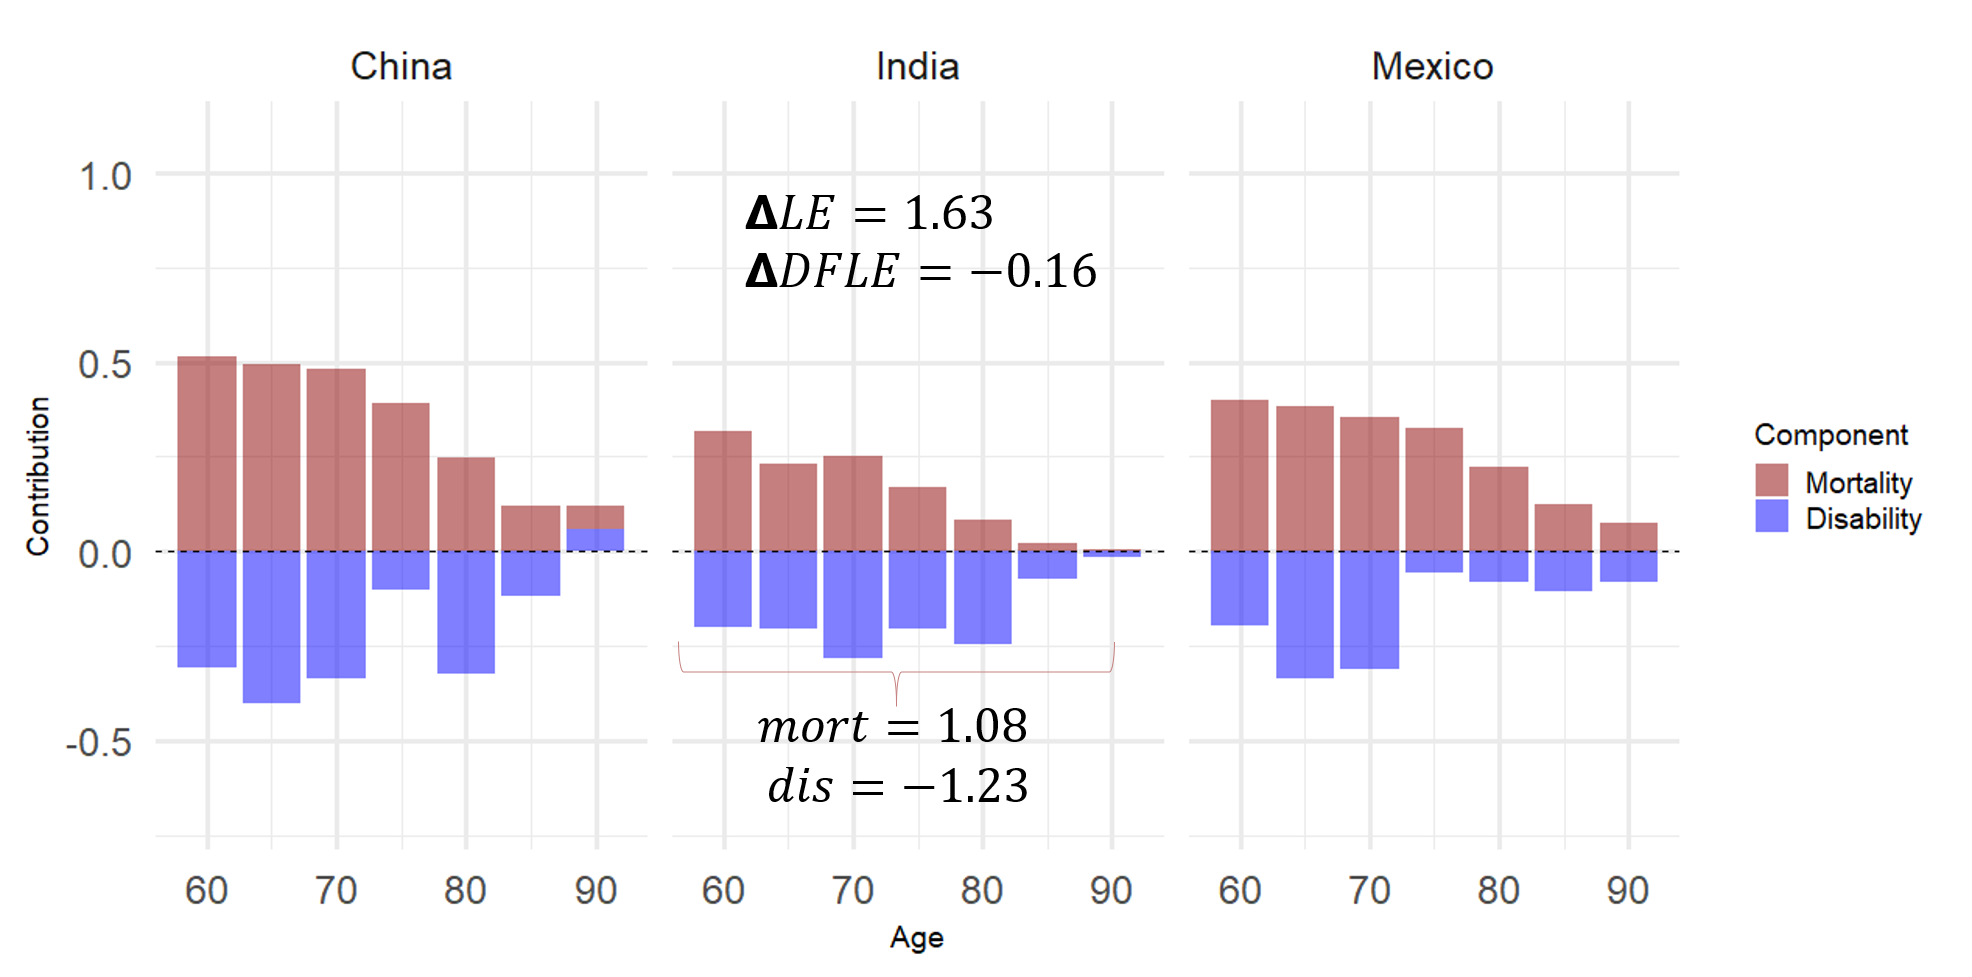 China India Mexico
1.0
0.5
0.0
-0.5
𝚫LE = 1.63
𝚫DFLE = −0.16
mort = 1.08
dis = −1.23
60 70 80 90 60 70 80 90 60 70 80 90
Age
Contribution
Component
Mortality
Disability